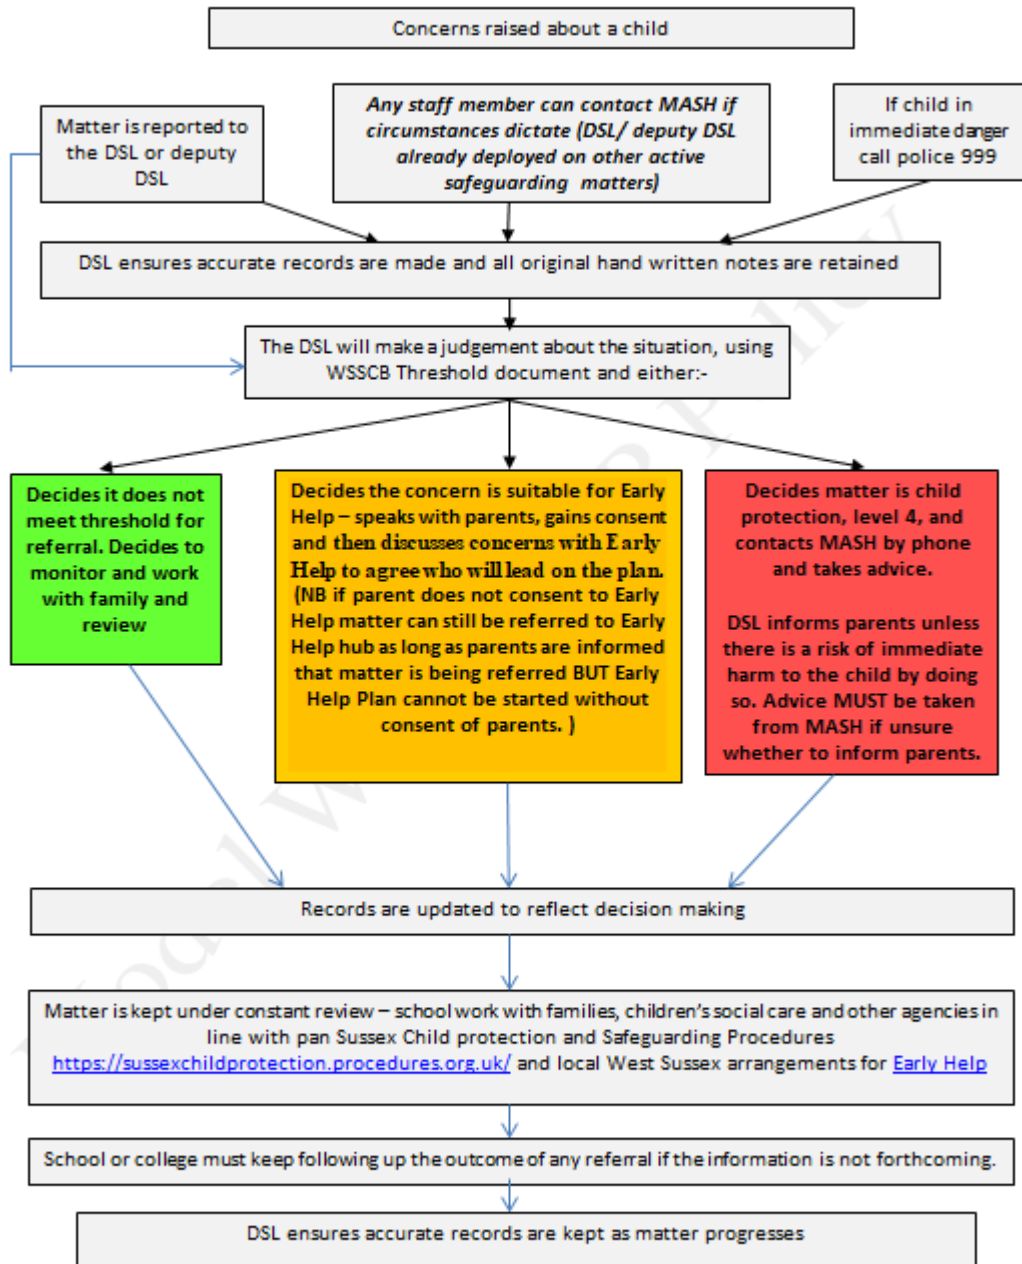 Concerns raised about a child
Matter is reported to
the DSL or deputy
DSL
Any staff member can contact MASH if
circumstances dictate (DSL/ deputy DSL
already deployed on other active
safeguarding matters)
If child in
immediate danger
call police 999
DSL ensures accurate records are made and all original hand written notes are retained
The DSL will make a judgement about the situation, using
WSSCB Threshold document and either:-
Decides it does not
meet threshold for
referral. Decides to
monitor and work
with family and
review
Decides the concern is suitable for Early
Help – speaks with parents, gains consent
and then discusses concerns with Early
Help to agree who will lead on the plan.
(NB if parent does not consent to Early
Help matter can still be referred to Early
Help hub as long as parents are informed
that matter is being referred BUT Early
Help Plan cannot be started without
consent of parents. )
Decides matter is child
protection, level 4, and
contacts MASH by phone
and takes advice.
DSL informs parents unless
there is a risk of immediate
harm to the child by doing
so. Advice MUST be taken
from MASH if unsure
whether to inform parents.
Records are updated to reflect decision making
Matter is kept under constant review – school work with families, children's social care and other agencies in
line with pan Sussex Child protection and Safeguarding Procedures
https://sussexchildprotection.procedures.org.uk/ and local West Sussex arrangements for Early Help
School or college must keep following up the outcome of any referral if the information is not forthcoming.
DSL ensures accurate records are kept as matter progresses